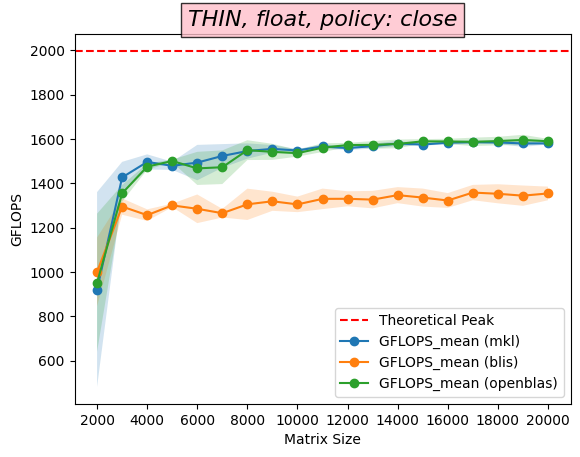 THIN, float, policy: close
GFLOPS
2000
1800
1600
1400
1200
1000
800
600
Theoretical Peak
GFLOPS_mean (mkl)
GFLOPS_mean (blis)
GFLOPS_mean (openblas)
2000 4000 6000 8000 10000 12000 14000 16000 18000 20000
Matrix Size